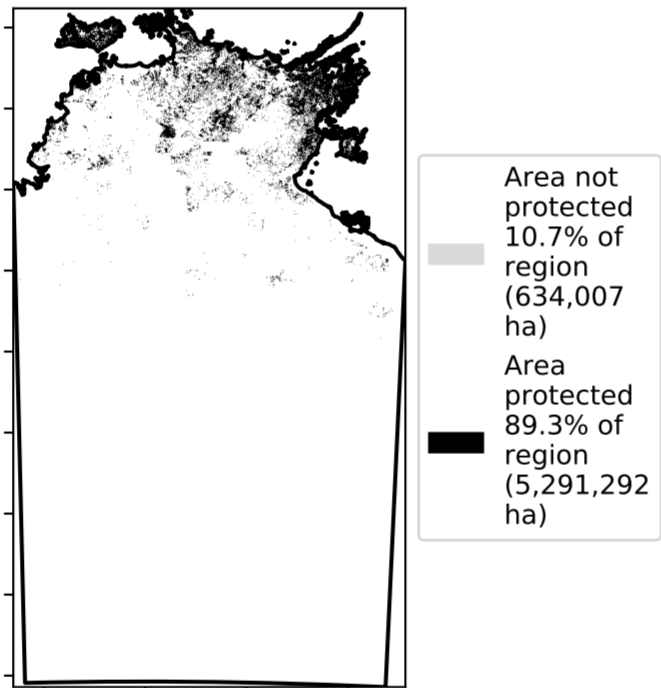 Area not
protected
10.7% of
region
(634,007
ha)
Area
protected
89.3% of
region
(5,291,292
ha)